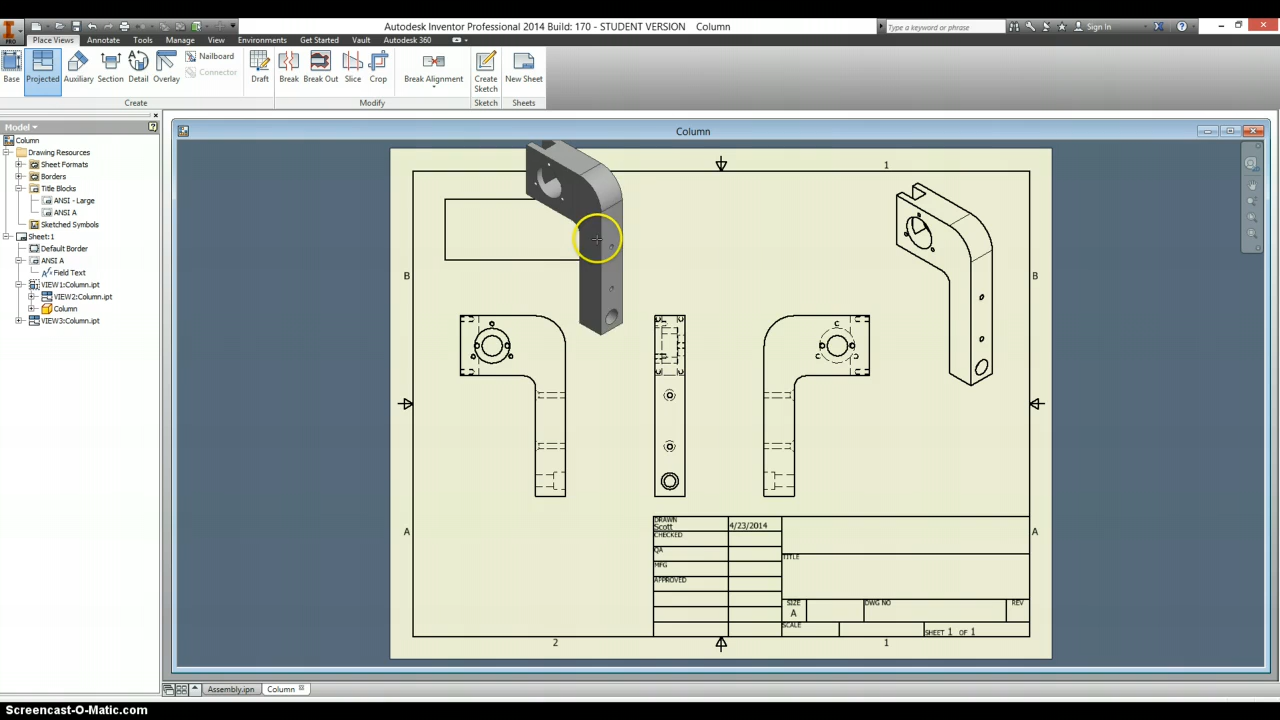 Autodesk Inventor Professional 2014 Build: 170 - STUDENT VERSION Column
Type a keyword or phrase
Sign In
PRO
Place Views Annotate Tools Manage View Environments Get Started Vault Autodesk 360
Base Projected Auxiliary Section Detail Overlay
Nailboard
Connector
Draft Break Break Out Slice Crop Break Alignment
Create Sketch
New Sheet
Create Modify Sketch Sheets
Model
Column
Drawing Resources
Sheet Formats
Borders
Title Blocks
ANSI - Large
ANSI A
Sketched Symbols
Sheet:1
Default Border
ANSI A
Field Text
VIEW1:Column.ipt
VIEW2:Column.ipt
Column
VIEW3:Column.ipt
Column
1
B B
A A
DRAWN
Scott 4/23/2014
CHECKED
QA
MFG
APPROVED
TITLE
SIZE
A
DWG NO
REV
SCALE
SHEET 1 OF 1
2 1
Assembly.ipn Column
Screencast-O-Matic.com